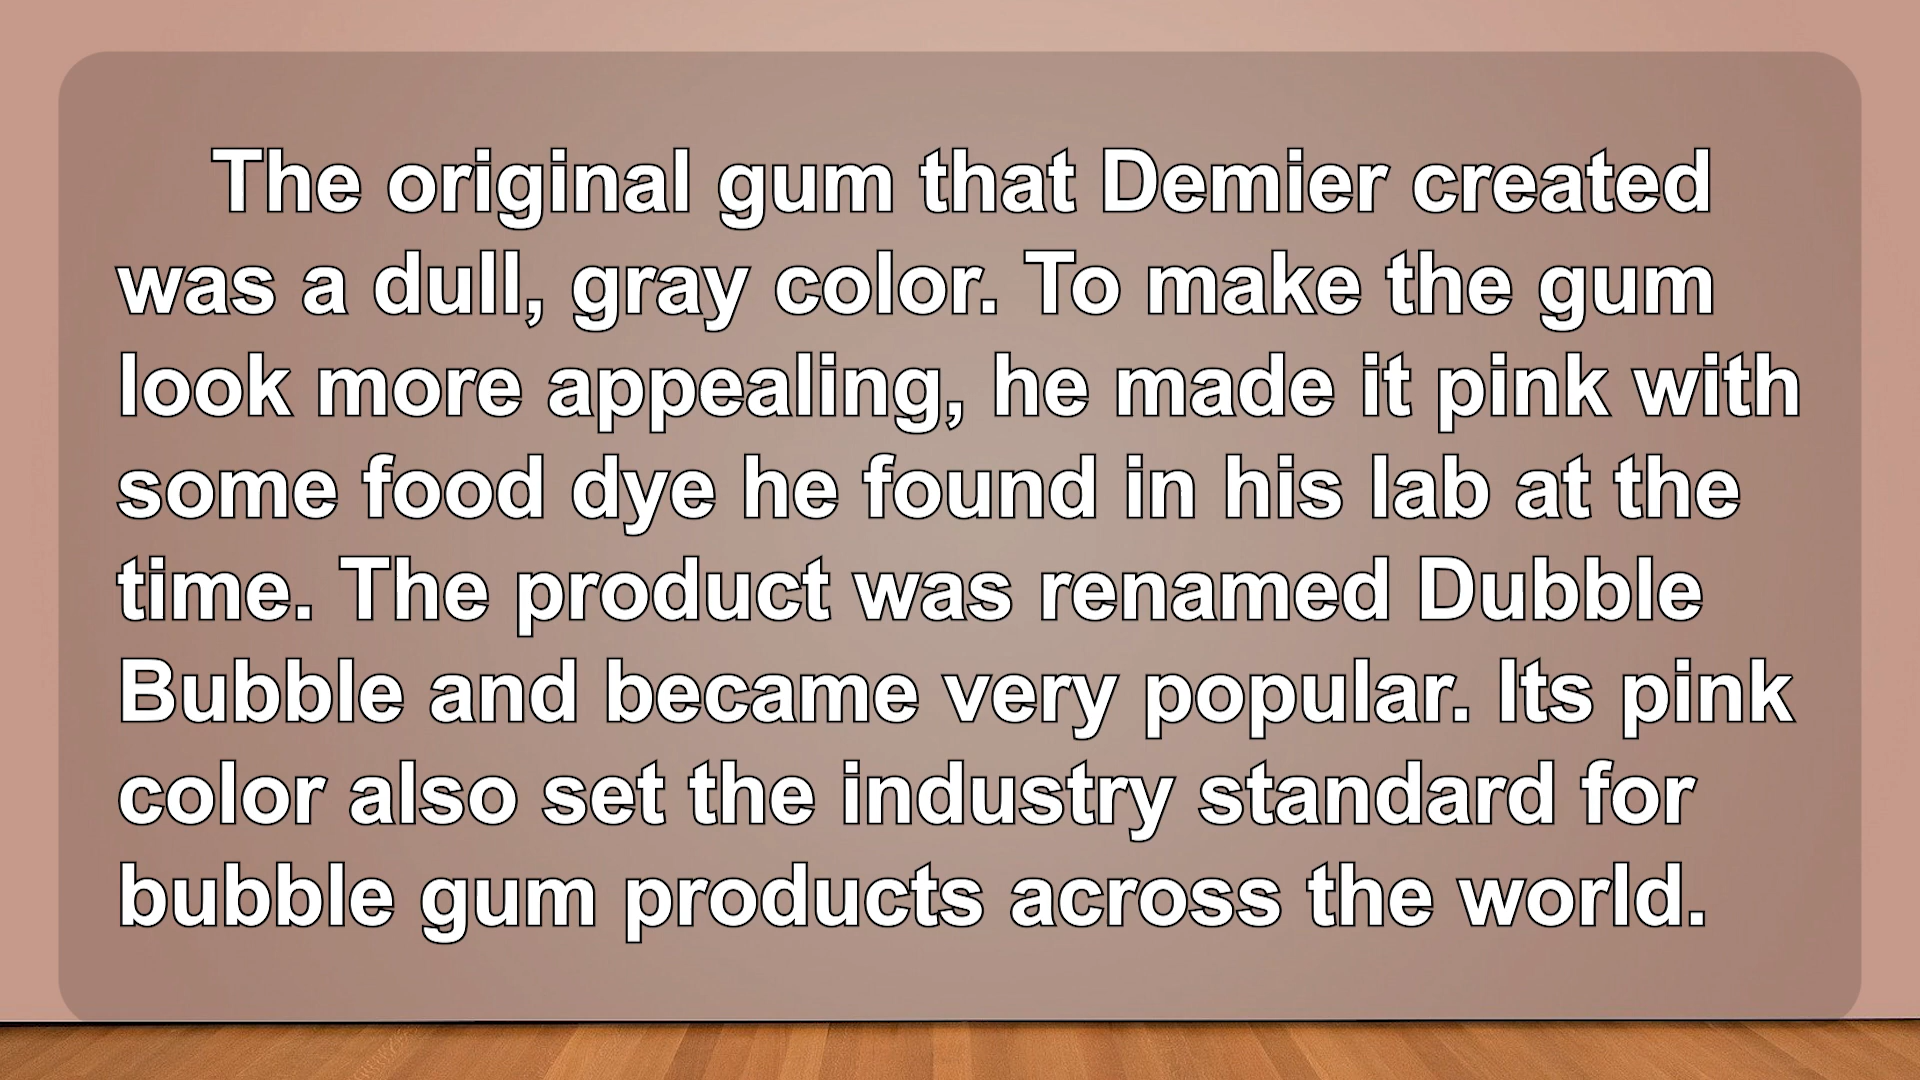 The original gum that Demier created
was a dull, gray color. To make the gum
look more appealing, he made it pink with
some food dye he found in his lab at the
time. The product was renamed Dubble
Bubble and became very popular. Its pink
color also set the industry standard for
bubble gum products across the world.